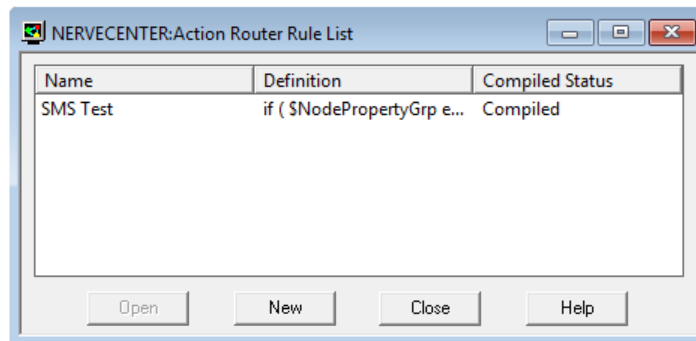 NERVECENTER:Action Router Rule List
Name Definition Compiled Status
SMS Test if ( $NodePropertyGrp e... Compiled
Open New Close Help